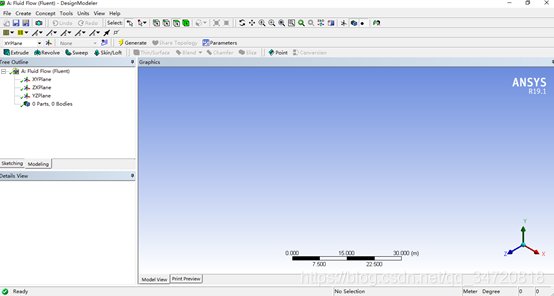 A: Fluid Flow (Fluent) - DesignModeler
File Create Concept Tools Units View Help
Undo Redo Select:
XYPlane None Generate Share Topology Parameters
Extrude Revolve Sweep Skin/Loft Thin/Surface Blend Chamfer Slice Point Conversion
Tree Outline
A: Fluid Flow (Fluent)
XYPlane
ZXPlane
YZPlane
0 Parts, 0 Bodies
Sketching Modeling
Details View
Graphics
ANSYS
R19.1
0.000 15.000 30.000 (m)
7.500 22.500
Y
Z X
Model View Print Preview
https://blog.csdn.net/qq_34720818
Ready No Selection Meter Degree 0 0